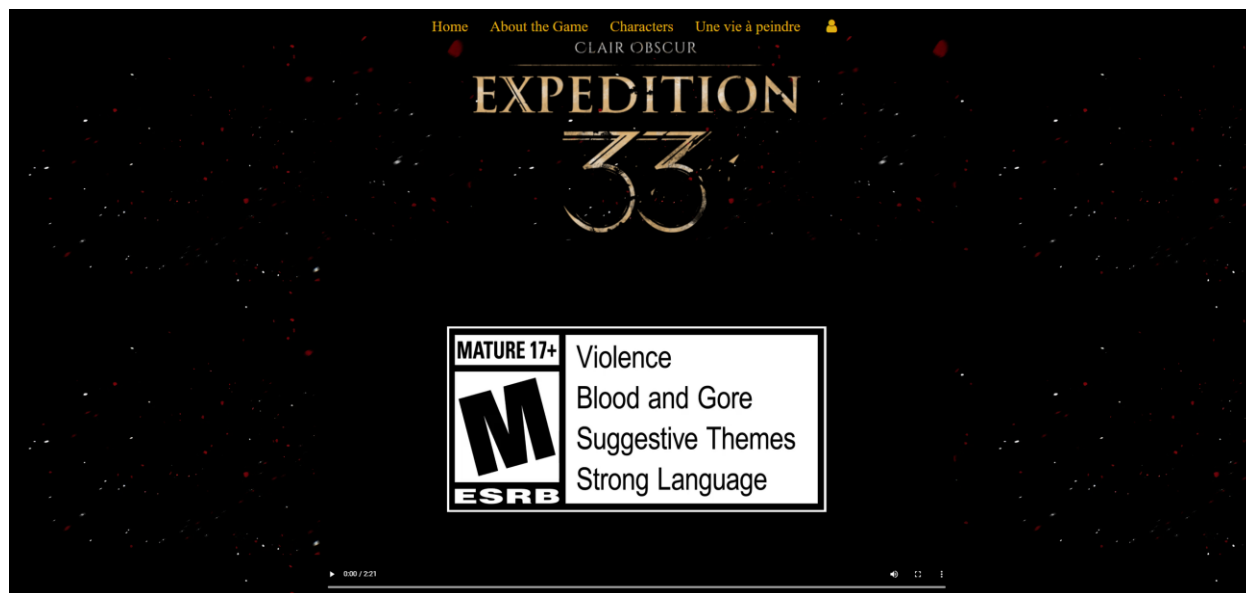 Home About the Game Characters Une vie à peindre
CLAIR OBSCUR
EXPEDITION
33
MATURE 17+
M
ESRB
Violence
Blood and Gore
Suggestive Themes
Strong Language
0:00 / 2:21